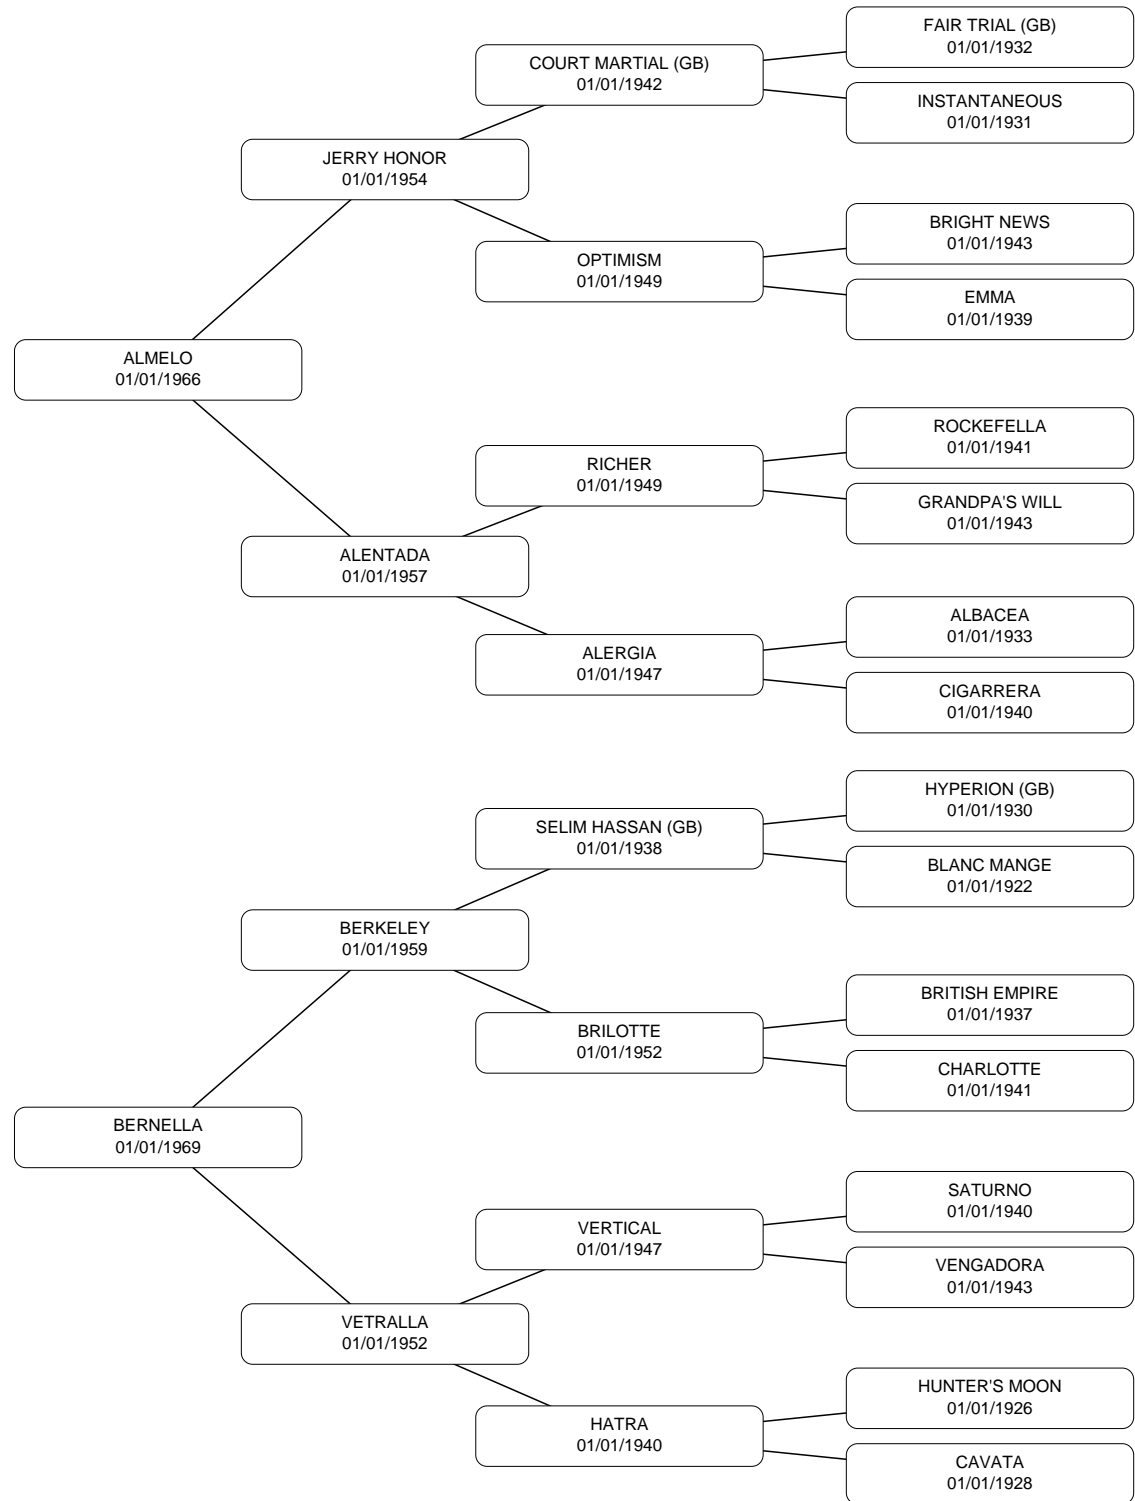 FAIR TRIAL (GB)
01/01/1932
COURT MARTIAL (GB)
01/01/1942
INSTANTANEOUS
01/01/1931
JERRY HONOR
01/01/1954
BRIGHT NEWS
01/01/1943
OPTIMISM
01/01/1949
EMMA
01/01/1939
ALMELO
01/01/1966
ROCKEFELLA
01/01/1941
RICHER
01/01/1949
GRANDPA'S WILL
01/01/1943
ALENTADA
01/01/1957
ALBACEA
01/01/1933
ALERGIA
01/01/1947
CIGARRERA
01/01/1940
HYPERION (GB)
01/01/1930
SELIM HASSAN (GB)
01/01/1938
BLANC MANGE
01/01/1922
BERKELEY
01/01/1959
BRITISH EMPIRE
01/01/1937
BRILOTTE
01/01/1952
CHARLOTTE
01/01/1941
BERNELLA
01/01/1969
SATURNO
01/01/1940
VERTICAL
01/01/1947
VENGADORA
01/01/1943
VETRALLA
01/01/1952
HUNTER'S MOON
01/01/1926
HATRA
01/01/1940
CAVATA
01/01/1928